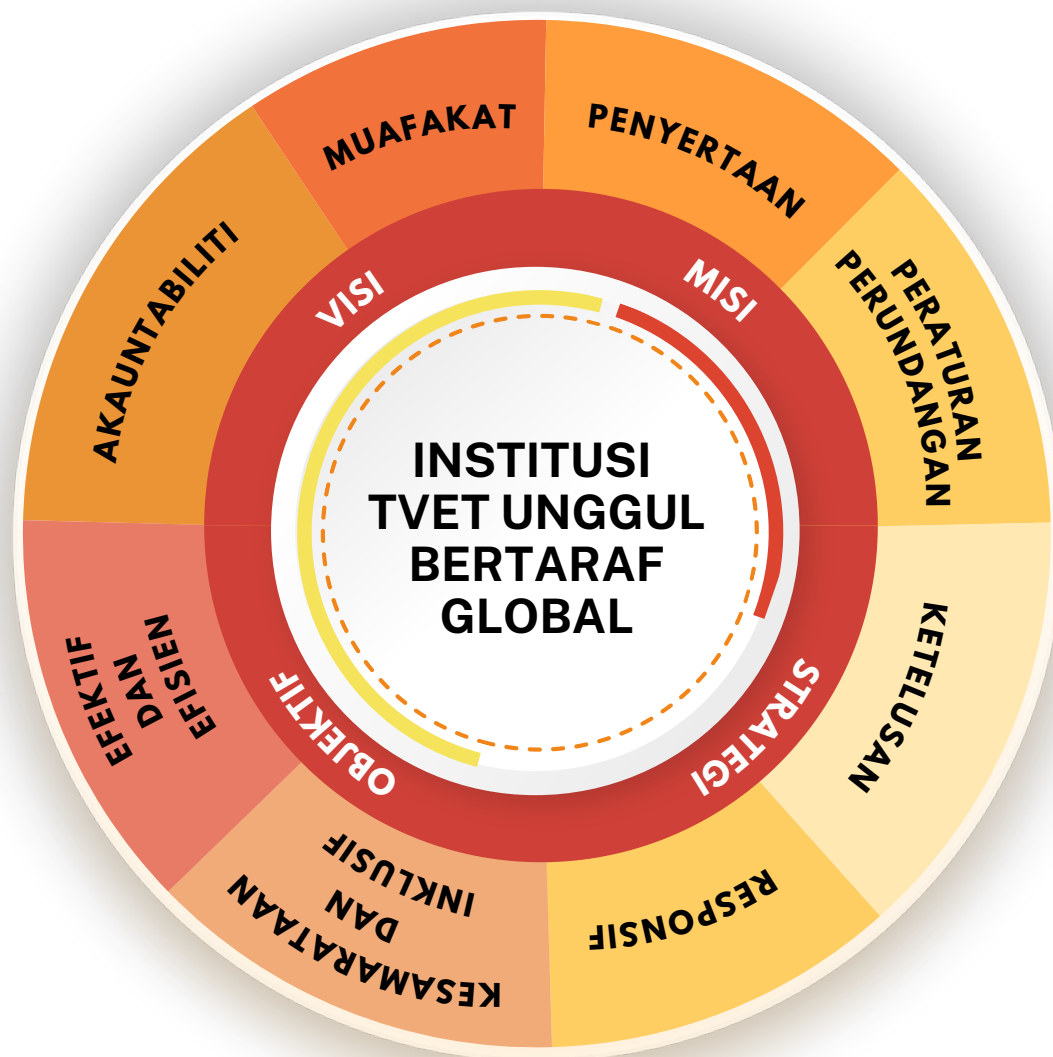 MUAFAKAT
PENYERTAAN
PERATURAN
PERUNDANGAN
KETELUSAN
RESPONSIF
KESAMARATAAN
DAN
INKLUSIF
EFEKTIF
DAN
EFISIEN
AKAUNTABILITI
VISI
MISI
STRATEGI
OBJEKTIF
INSTITUSI
TVET UNGGUL
BERTARAF
GLOBAL